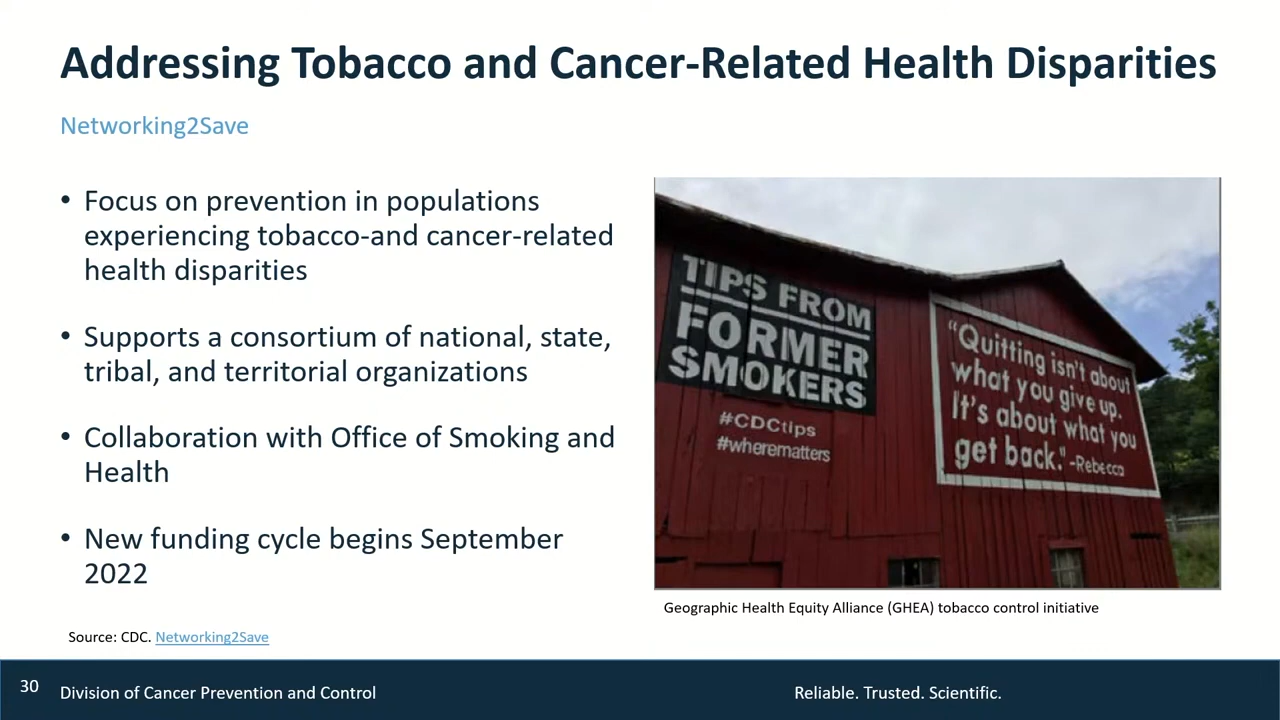 Addressing Tobacco and Cancer-Related Health Disparities
Networking2Save
• Focus on prevention in populations
experiencing tobacco-and cancer-related
health disparities
• Supports a consortium of national, state,
tribal, and territorial organizations
• Collaboration with Office of Smoking and
Health
• New funding cycle begins September
2022
TIPS FROM
FORMER
SMOKERS
#CDCtips
#wherematters
"Quitting isn't about
what you give up.
It's about what you
get back." -Rebecca
Geographic Health Equity Alliance (GHEA) tobacco control initiative
Source: CDC. Networking2Save
30 Division of Cancer Prevention and Control Reliable. Trusted. Scientific.